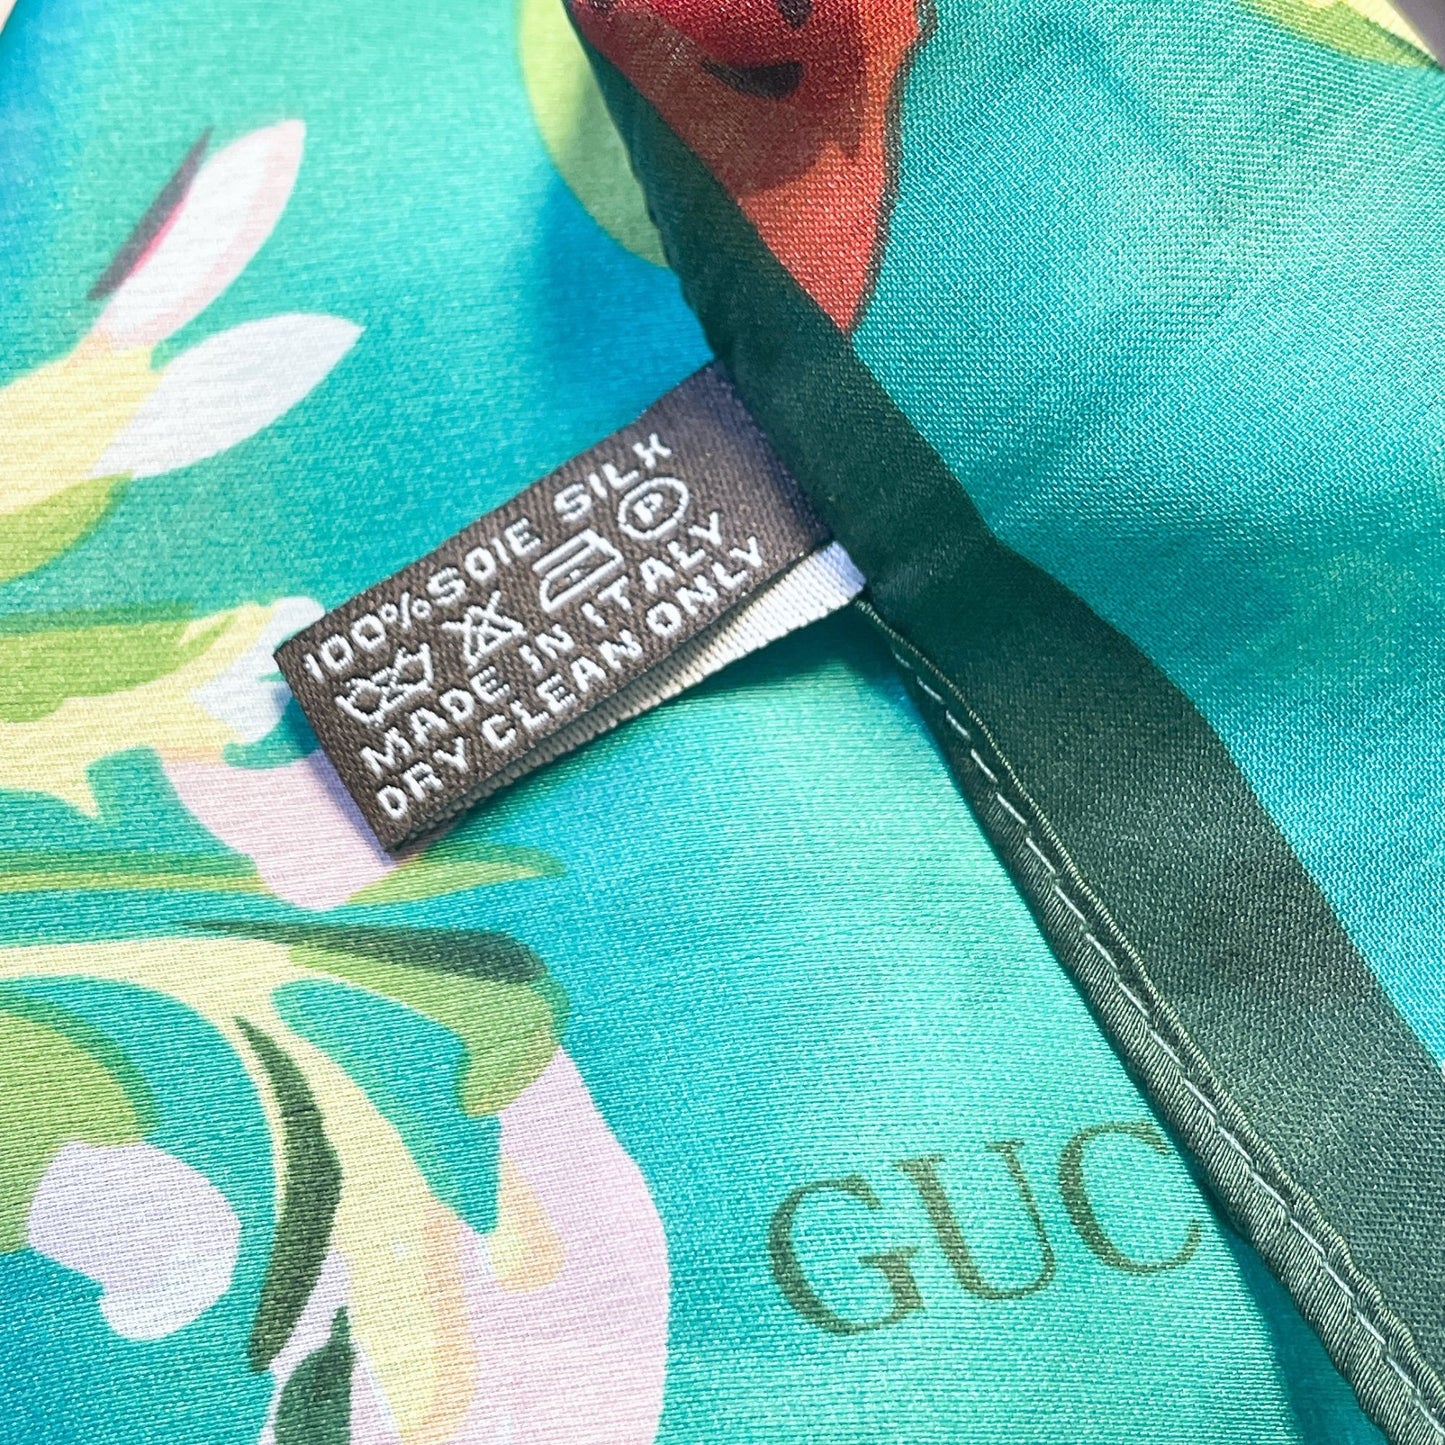 100% SOIE SILK
P
MADE IN ITALY
DRY CLEAN ONLY
GUC